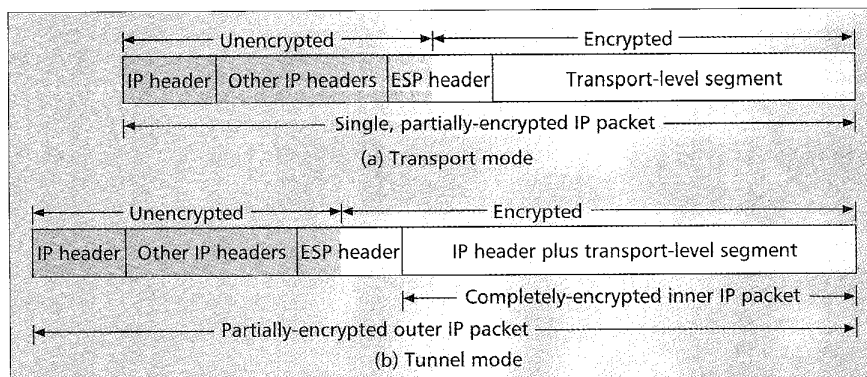 Unencrypted Encrypted
IP header Other IP headers ESP header Transport-level segment
Single, partially-encrypted IP packet
(a) Transport mode
Unencrypted Encrypted
IP header Other IP headers ESP header IP header plus transport-level segment
Completely-encrypted inner IP packet
Partially-encrypted outer IP packet
(b) Tunnel mode